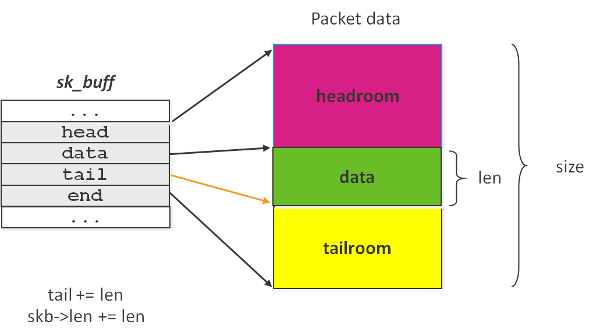 Packet data
sk_buff
...
head
data
tail
end
...
headroom
data
tailroom
len
size
tail += len
skb->len += len